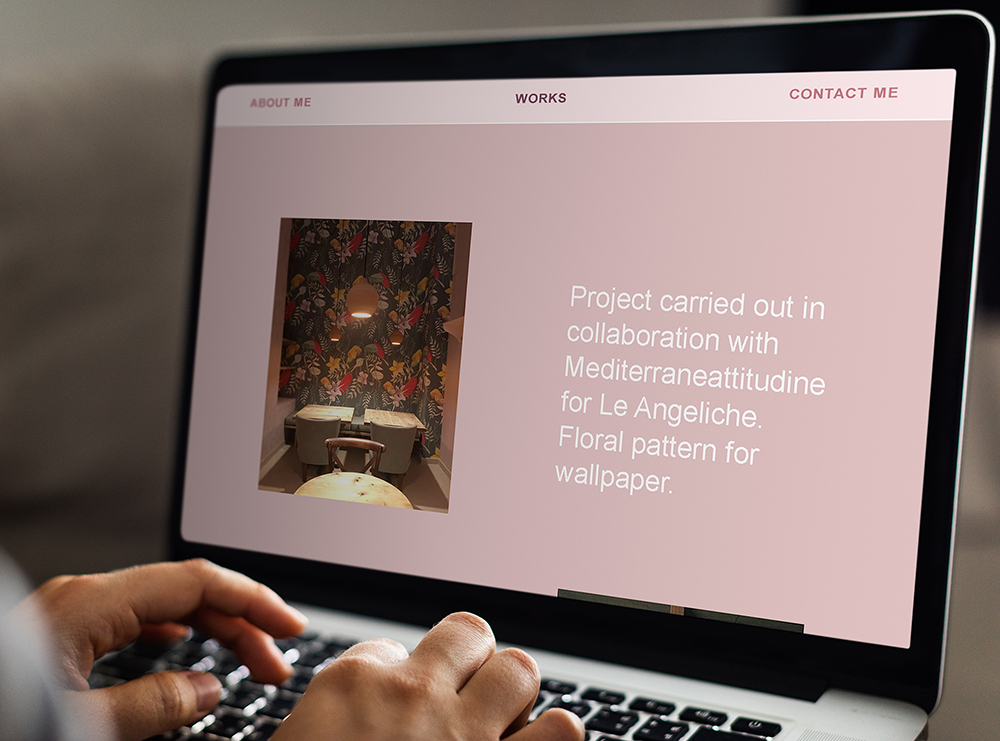 ABOUT ME
WORKS
CONTACT ME
Project carried out in
collaboration with
Mediterraneattitudine
for Le Angeliche.
Floral pattern for
wallpaper.